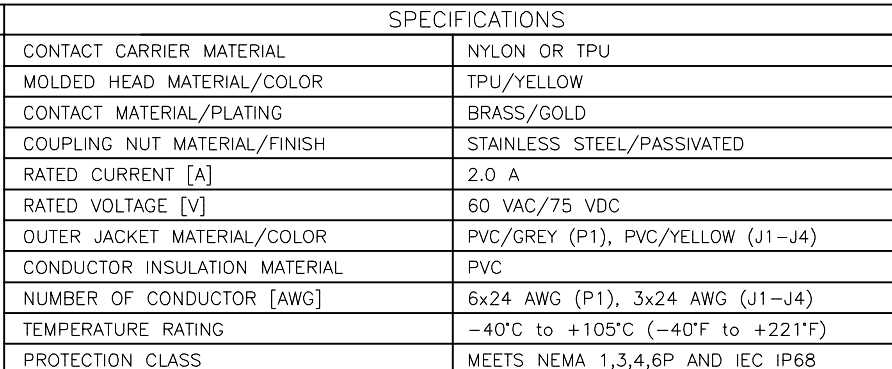 SPECIFICATIONS
CONTACT CARRIER MATERIAL NYLON OR TPU
MOLDED HEAD MATERIAL/COLOR TPU/YELLOW
CONTACT MATERIAL/PLATING BRASS/GOLD
COUPLING NUT MATERIAL/FINISH STAINLESS STEEL/PASSIVATED
RATED CURRENT [A] 2.0 A
RATED VOLTAGE [V] 60 VAC/75 VDC
OUTER JACKET MATERIAL/COLOR PVC/GREY (P1), PVC/YELLOW (J1-J4)
CONDUCTOR INSULATION MATERIAL PVC
NUMBER OF CONDUCTOR [AWG] 6x24 AWG (P1), 3x24 AWG (J1-J4)
TEMPERATURE RATING -40°C to +105°C (-40°F to +221°F)
PROTECTION CLASS MEETS NEMA 1,3,4,6P AND IEC IP68